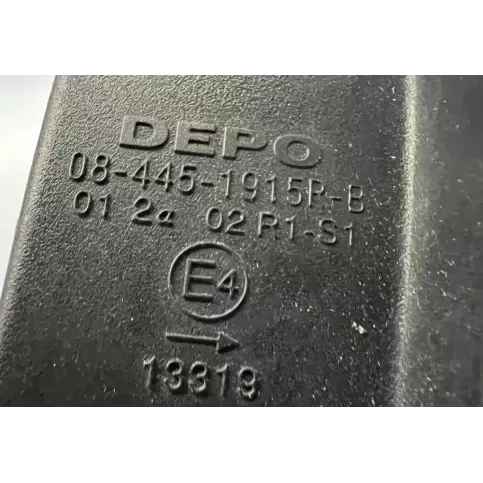 DEPO
08-445-1915R-B
01 2a 02 R1-S1
E4
→
13319